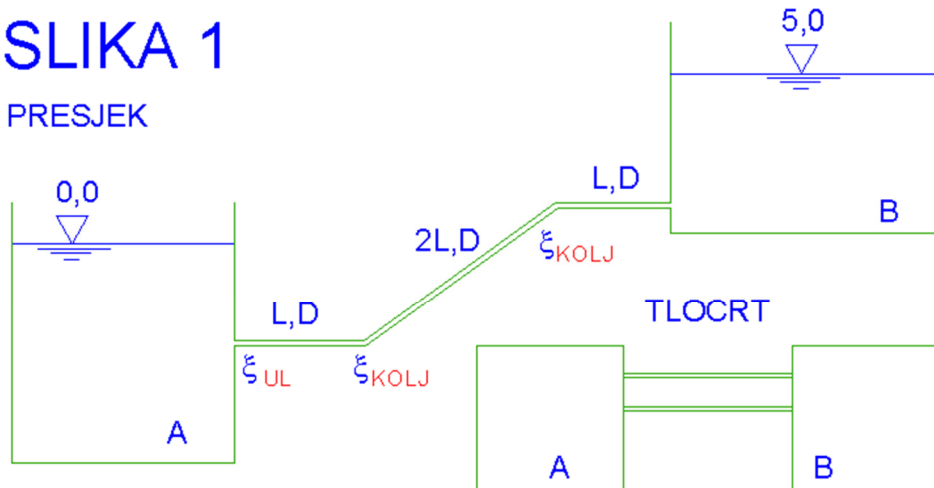 SLIKA 1
PRESJEK
5,0
0,0
L,D
B
2L,D
ξKOLJ
L,D
TLOCRT
ξUL
ξKOLJ
A
A
B